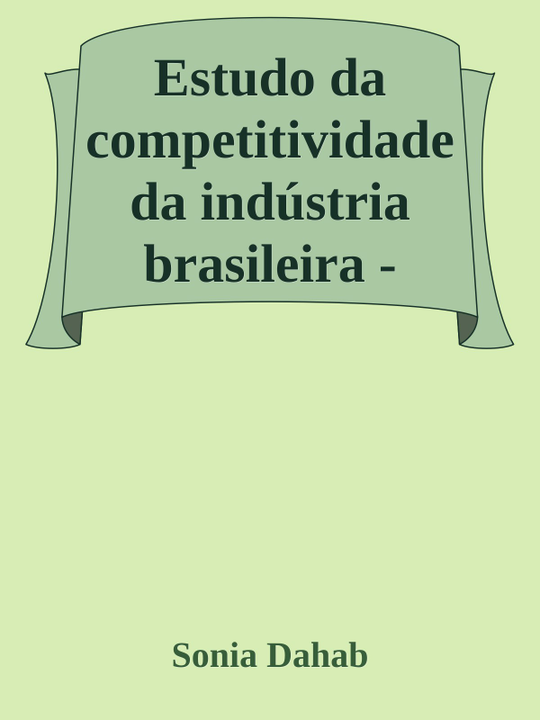 Estudo da
competitividade
da indústria
brasileira -
Sonia Dahab